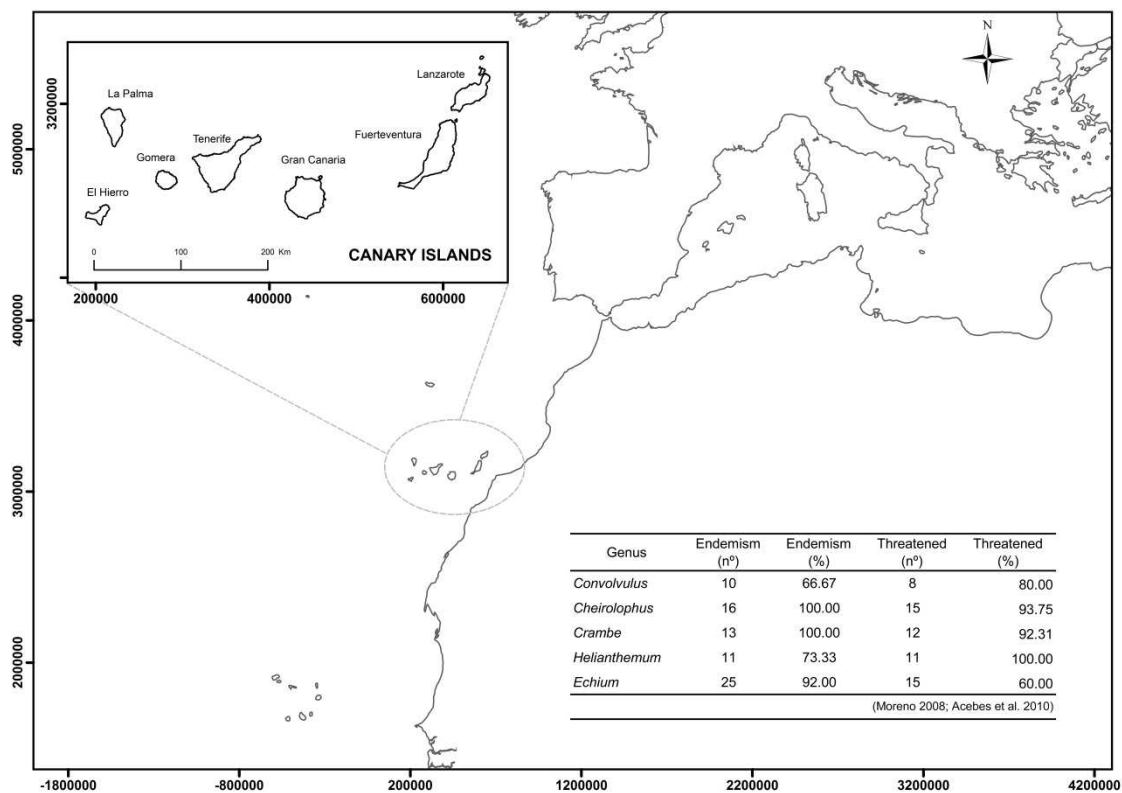 N
Lanzarote
3200000
La Palma
Fuerteventura
Tenerife
5000000
Gomera
Gran Canaria
El Hierro
0 100 200 Km
CANARY ISLANDS
200000 400000 600000
4000000
3000000
Genus Endemism (nº) Endemism (%) Threatened (nº) Threatened (%)
Convolvulus 10 66.67 8 80.00
Cheirolophus 16 100.00 15 93.75
Crambe 13 100.00 12 92.31
Helianthemum 11 73.33 11 100.00
Echium 25 92.00 15 60.00
(Moreno 2008; Acebes et al. 2010)
2000000
-1800000 -800000 200000 1200000 2200000 3200000 4200000